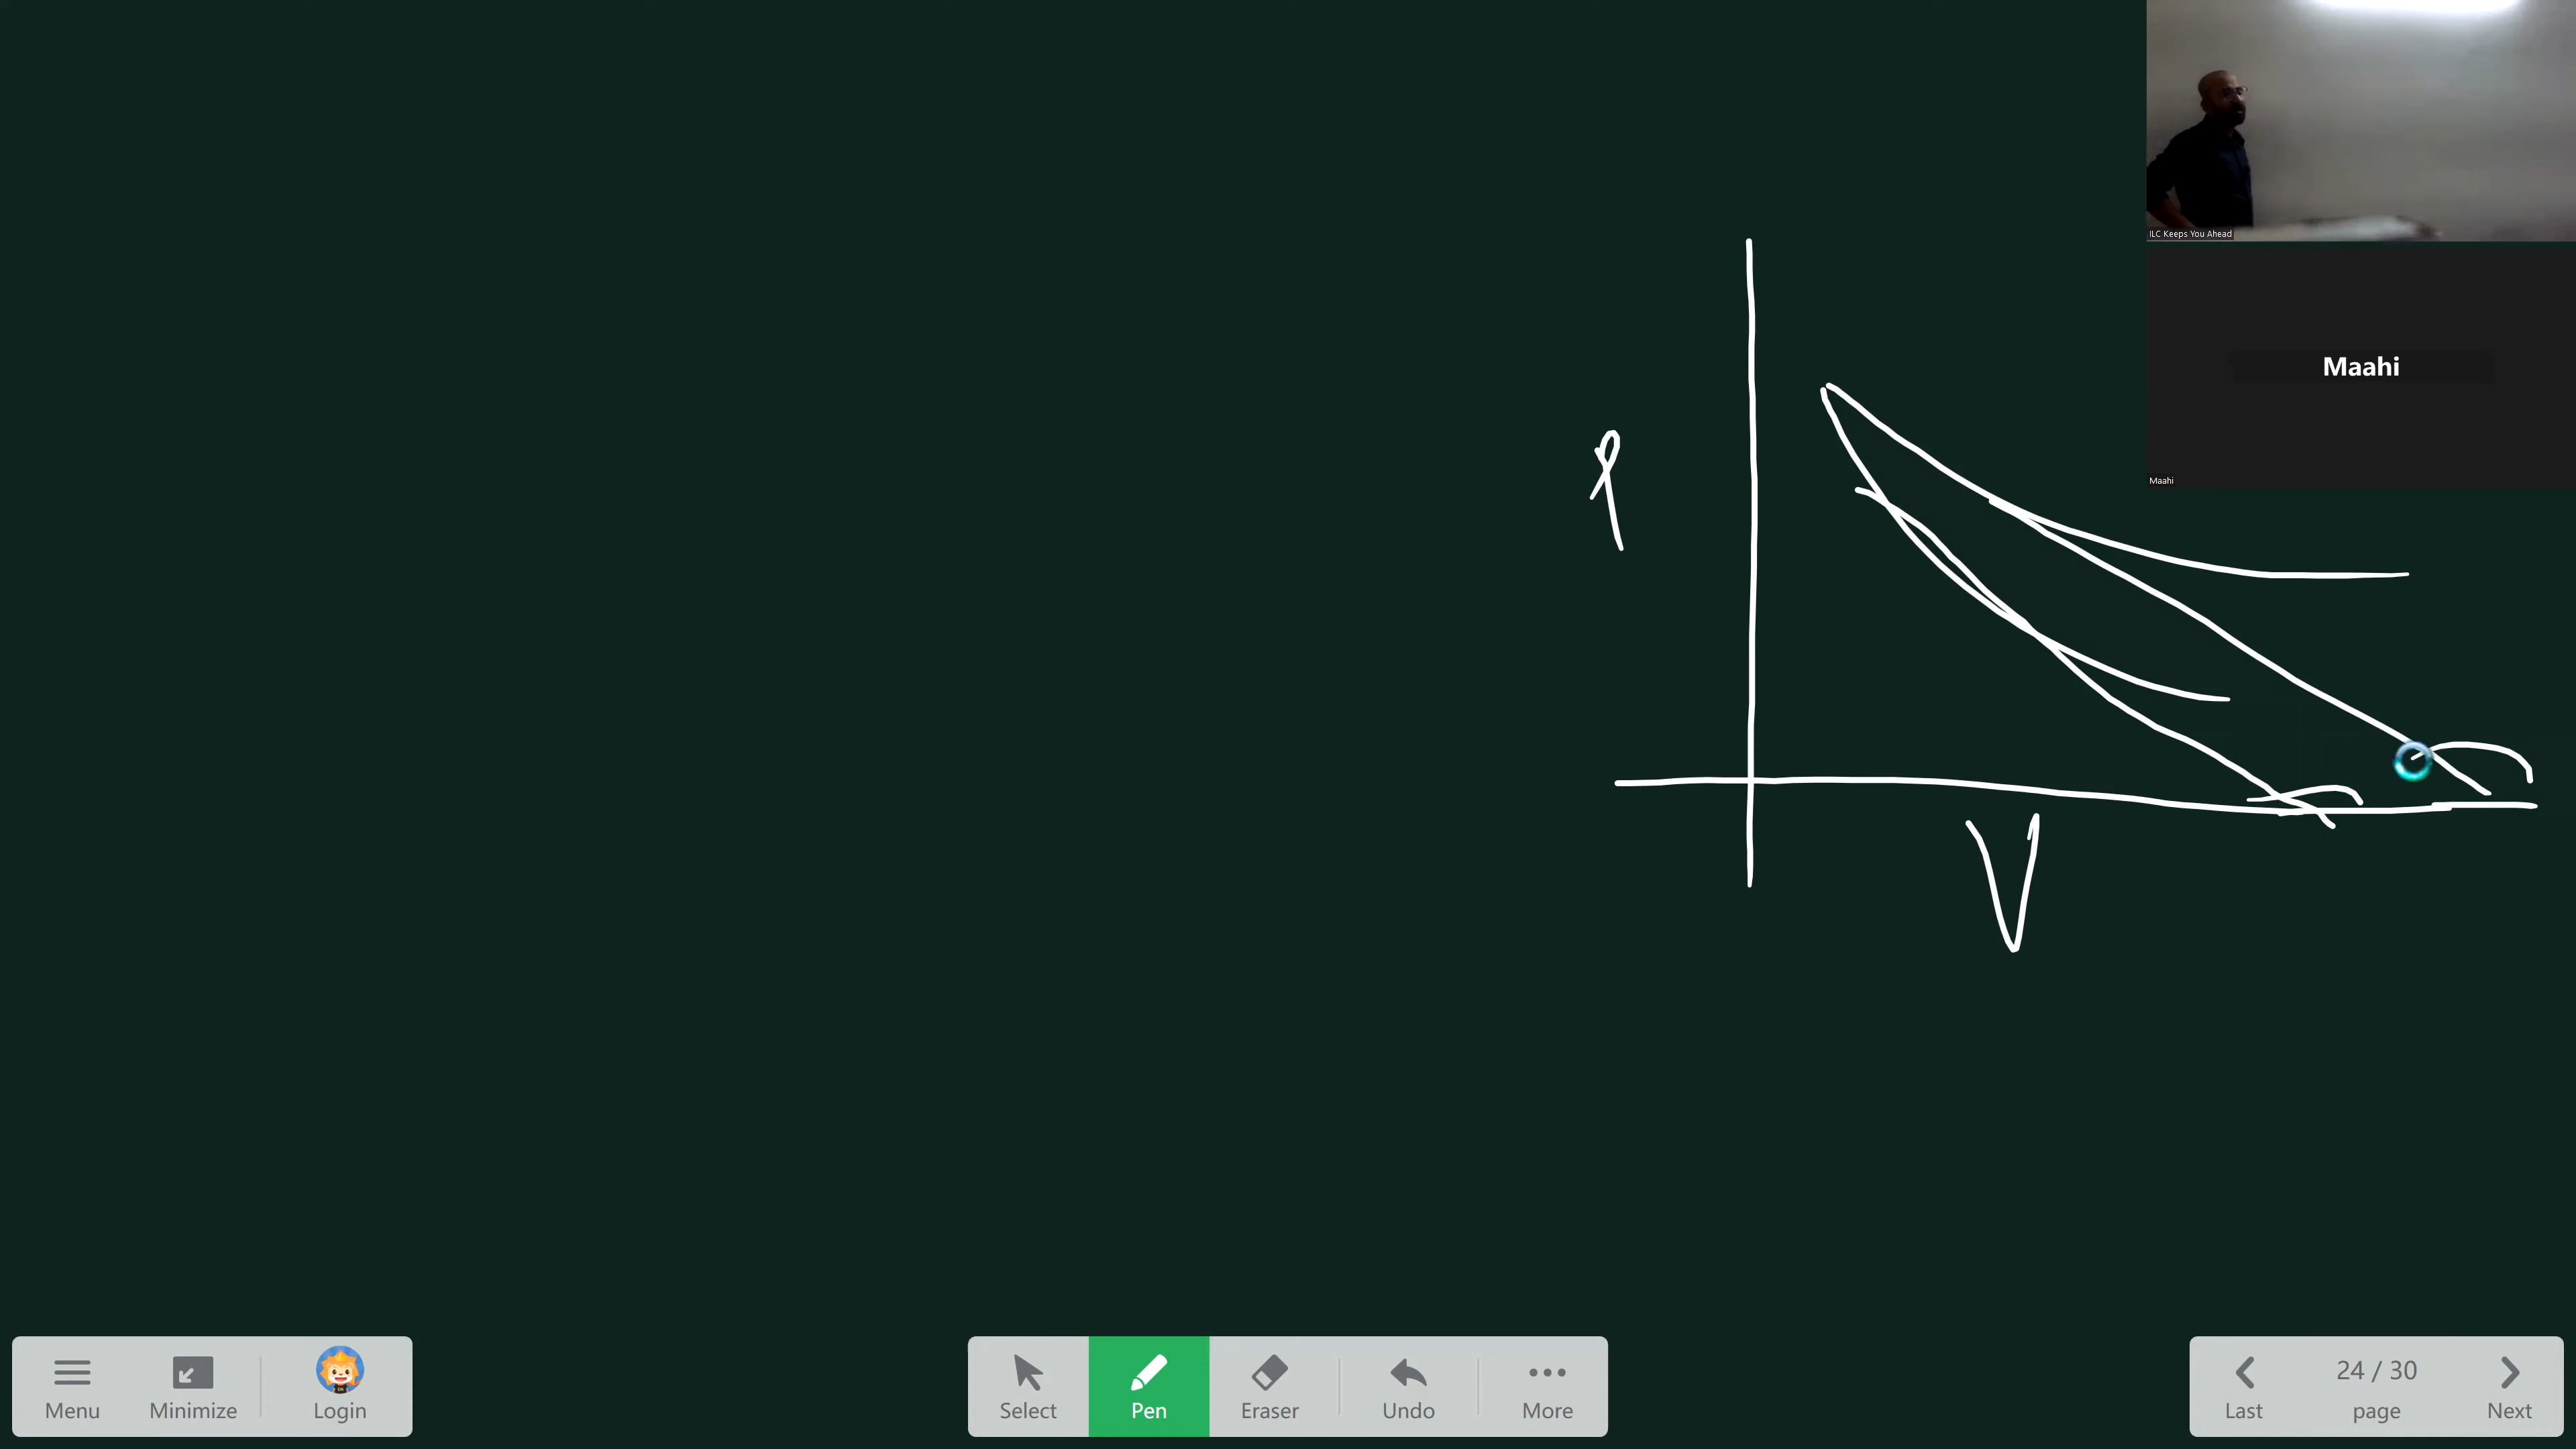 ILC Keeps You Ahead
Maahi
Maahi
P
V
Menu
Minimize
Login
Select
Pen
Eraser
Undo
More
Last
24 / 30
page
Next